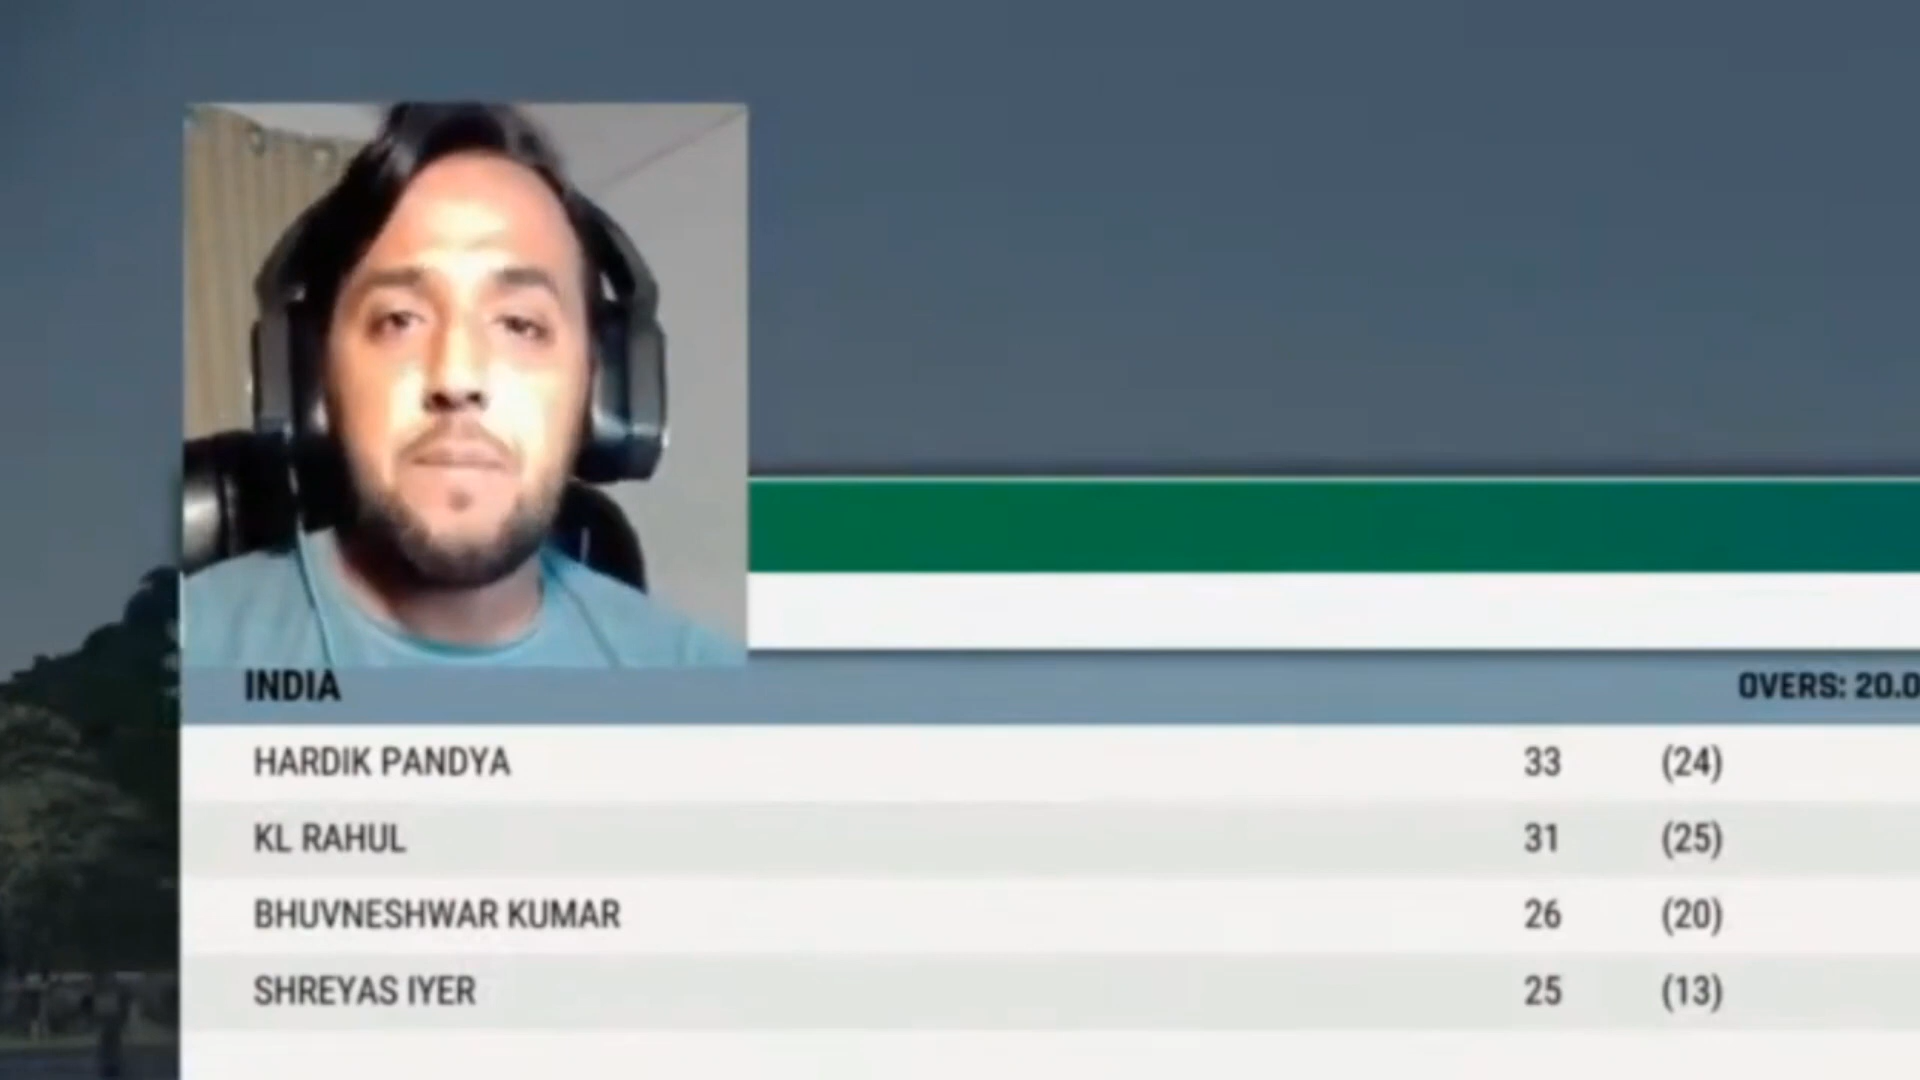 INDIA OVERS: 20.0
HARDIK PANDYA 33 (24)
KL RAHUL 31 (25)
BHUVNESHWAR KUMAR 26 (20)
SHREYAS IYER 25 (13)